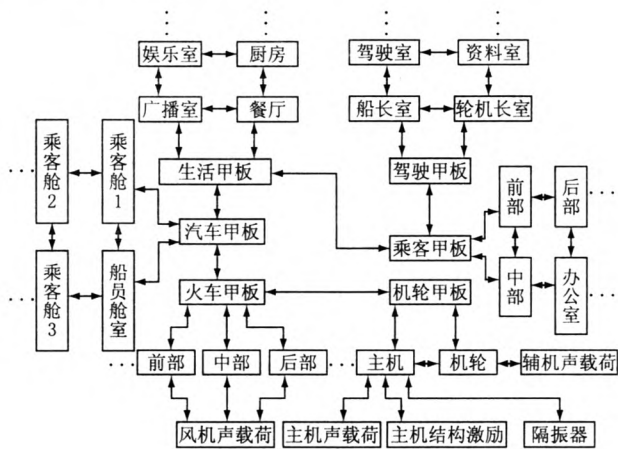 娱乐室 厨房 驾驶室 资料室
广播室 餐厅 船长室 轮机长室
乘客舱2 乘客舱1 生活甲板 驾驶甲板 前部 后部
汽车甲板 乘客甲板
乘客舱3 船员舱室 火车甲板 机轮甲板 中部 办公室
前部 中部 后部 主机 机轮 辅机声载荷
风机声载荷 主机声载荷 主机结构激励 隔振器